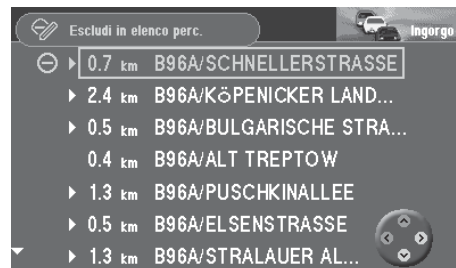 Escludi in elenco perc.
Ingorgo
0.7 km B96A/SCHNELLERSTRASSE
2.4 km B96A/KöPENICKER LAND...
0.5 km B96A/BULGARISCHE STRA...
0.4 km B96A/ALT TREPTOW
1.3 km B96A/PUSCHKINALLEE
0.5 km B96A/ELSENSTRASSE
1.3 km B96A/STRALAUER AL...